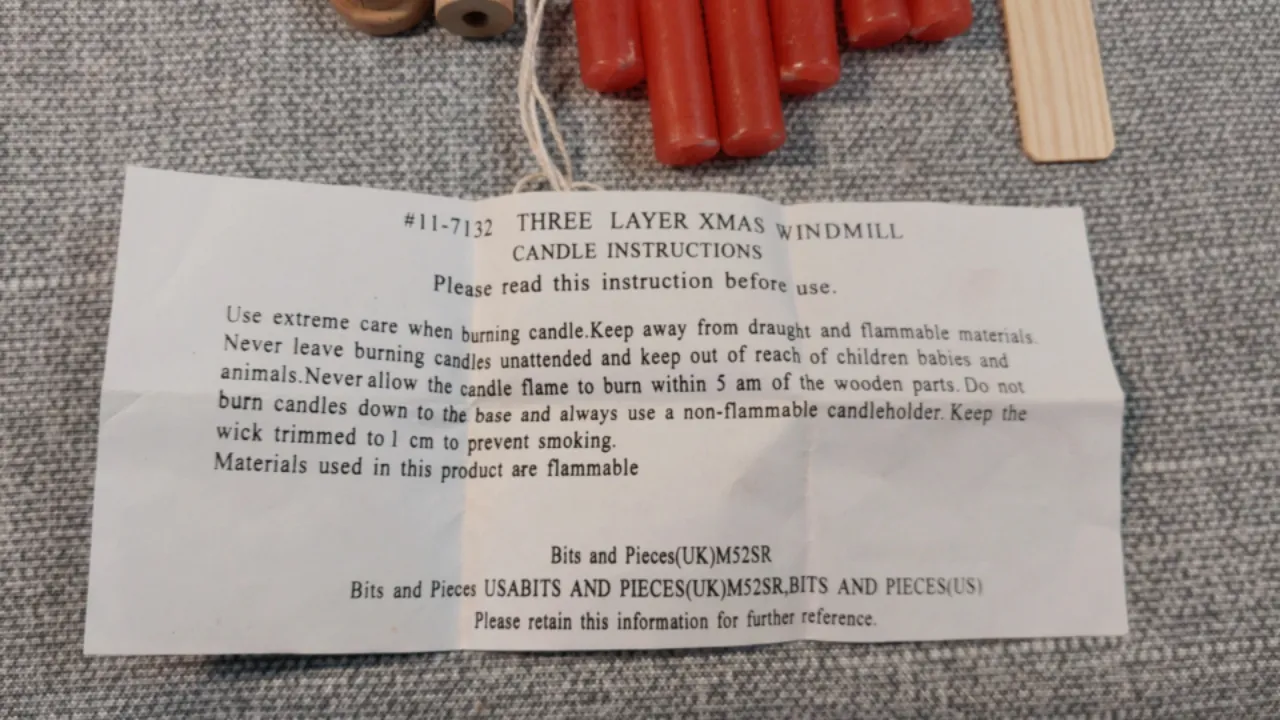 #11-7132 THREE LAYER XMAS WINDMILL
CANDLE INSTRUCTIONS
Please read this instruction before use.
Use extreme care when burning candle.Keep away from draught and flammable materials.
Never leave burning candles unattended and keep out of reach of children babies and
animals.Never allow the candle flame to burn within 5 am of the wooden parts.Do not
burn candles down to the base and always use a non-flammable candleholder. Keep the
wick trimmed to 1 cm to prevent smoking.
Materials used in this product are flammable
Bits and Pieces(UK)M52SR
Bits and Pieces USABITS AND PIECES(UK)M52SR,BITS AND PIECES(US)
Please retain this information for further reference.